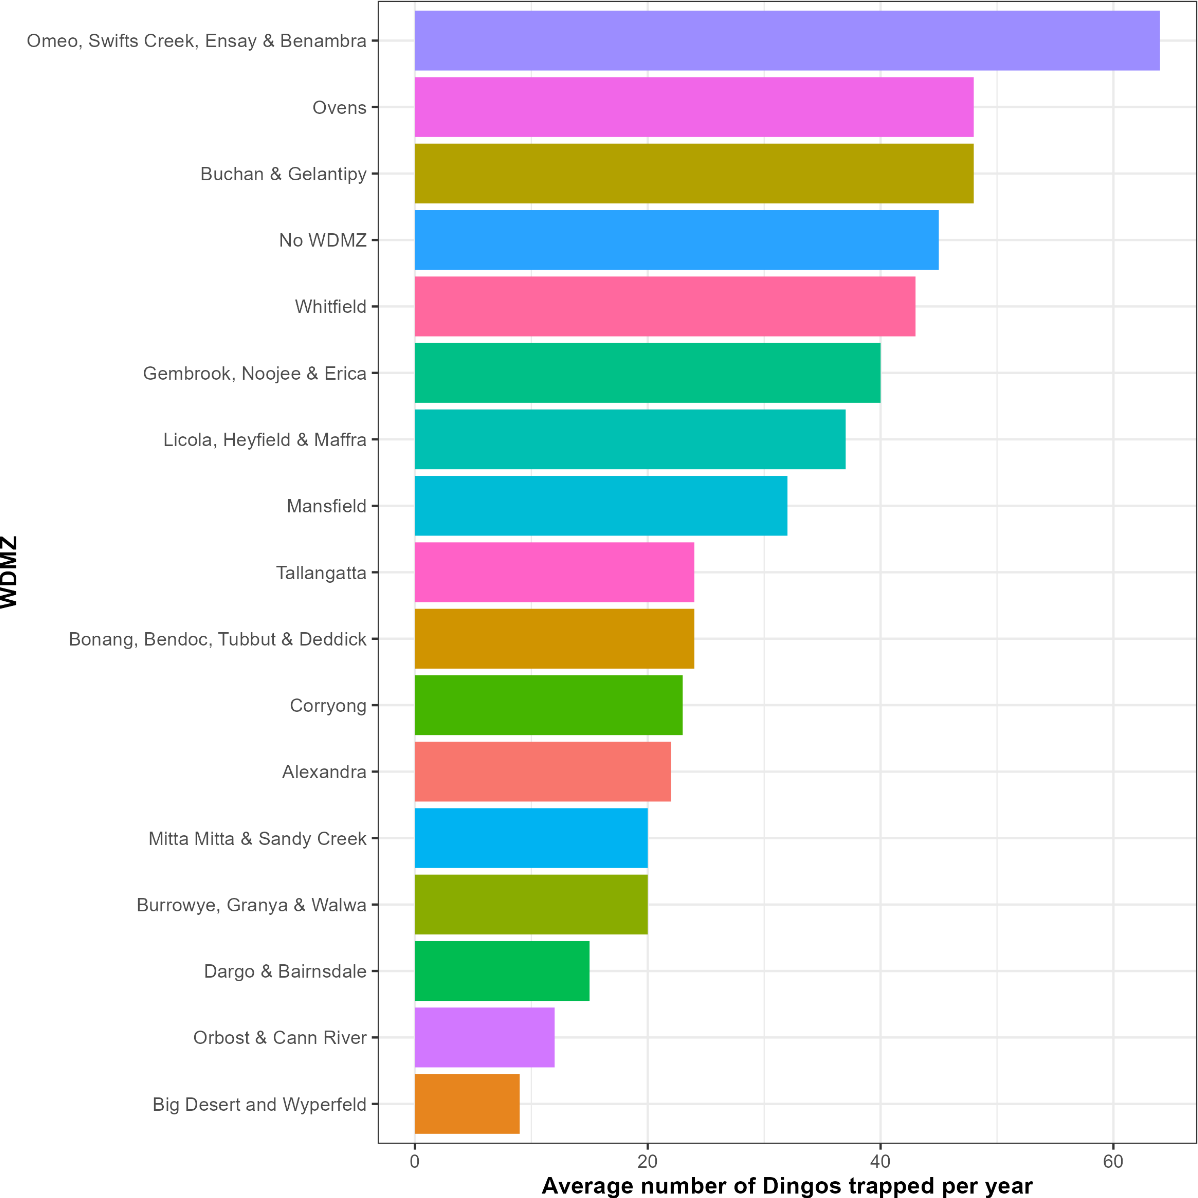 Omeo, Swifts Creek, Ensay & Benambra
Ovens
Buchan & Gelantipy
No WDMZ
Whitfield
Gembrook, Noojee & Erica
Licola, Heyfield & Maffra
Mansfield
Tallangatta
Bonang, Bendoc, Tubbut & Deddick
Corryong
Alexandra
Mitta Mitta & Sandy Creek
Burrowye, Granya & Walwa
Dargo & Bairnsdale
Orbost & Cann River
Big Desert and Wyperfeld
WDMZ
0 20 40 60
Average number of Dingos trapped per year